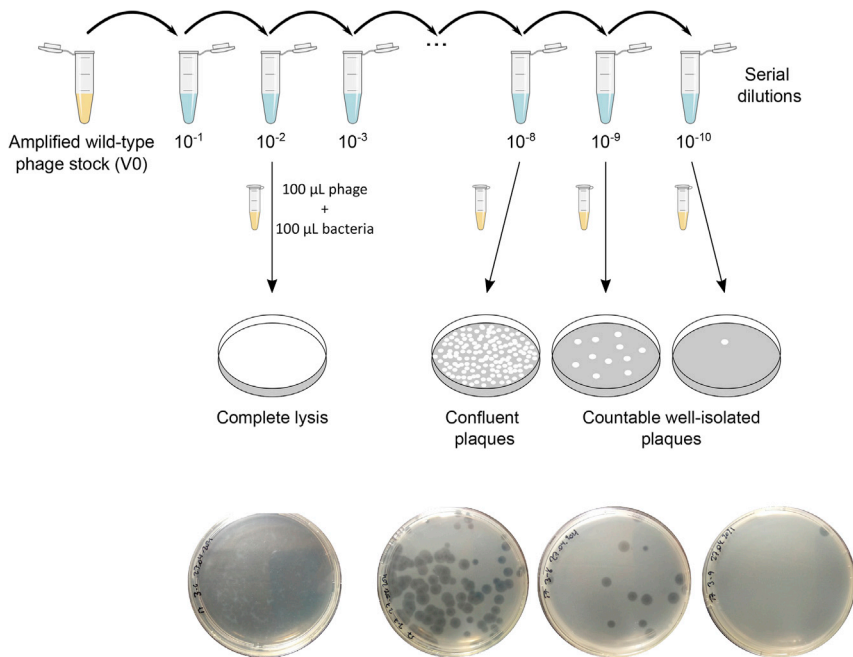 ...
Serial
dilutions
Amplified wild-type
phage stock (V0)
10⁻¹
10⁻²
10⁻³
10⁻⁸
10⁻⁹
10⁻¹⁰
100 µL phage
+
100 µL bacteria
Complete lysis
Confluent
plaques
Countable well-isolated
plaques